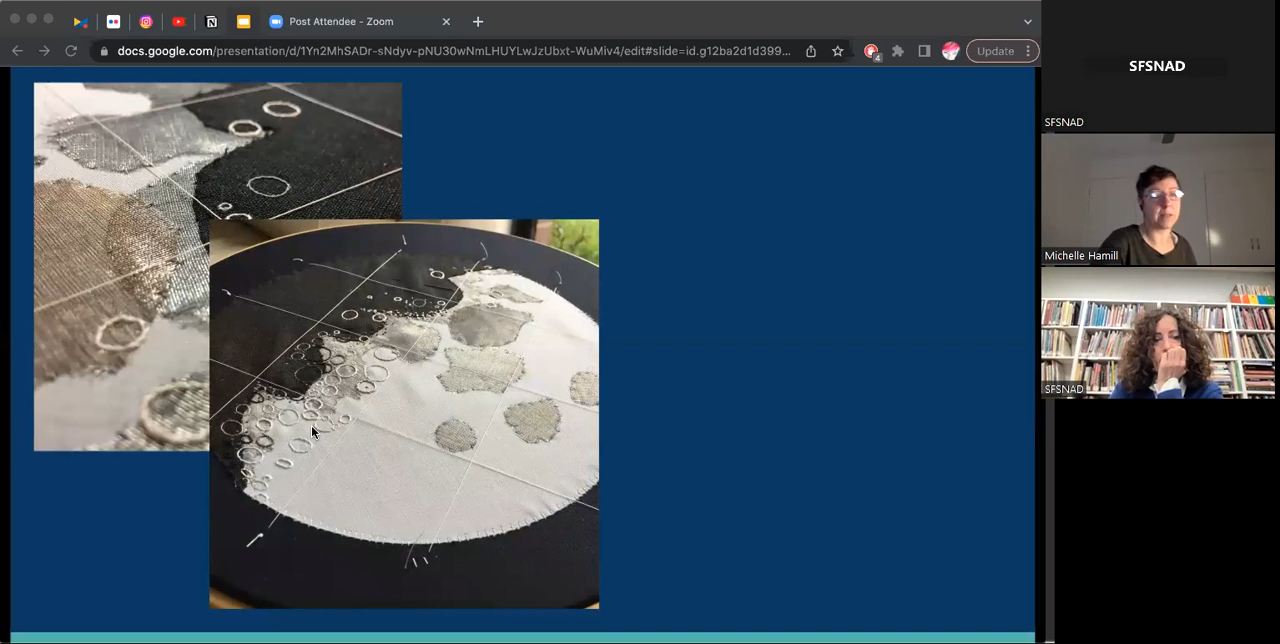 Post Attendee - Zoom
docs.google.com/presentation/d/1Yn2MhSADr-sNdyv-pNU30wNmLHUYLwJzUbxt-WuMiv4/edit#slide=id.g12ba2d1d399...
4
Update
SFSNAD
SFSNAD
Michelle Hamill
SFSNAD